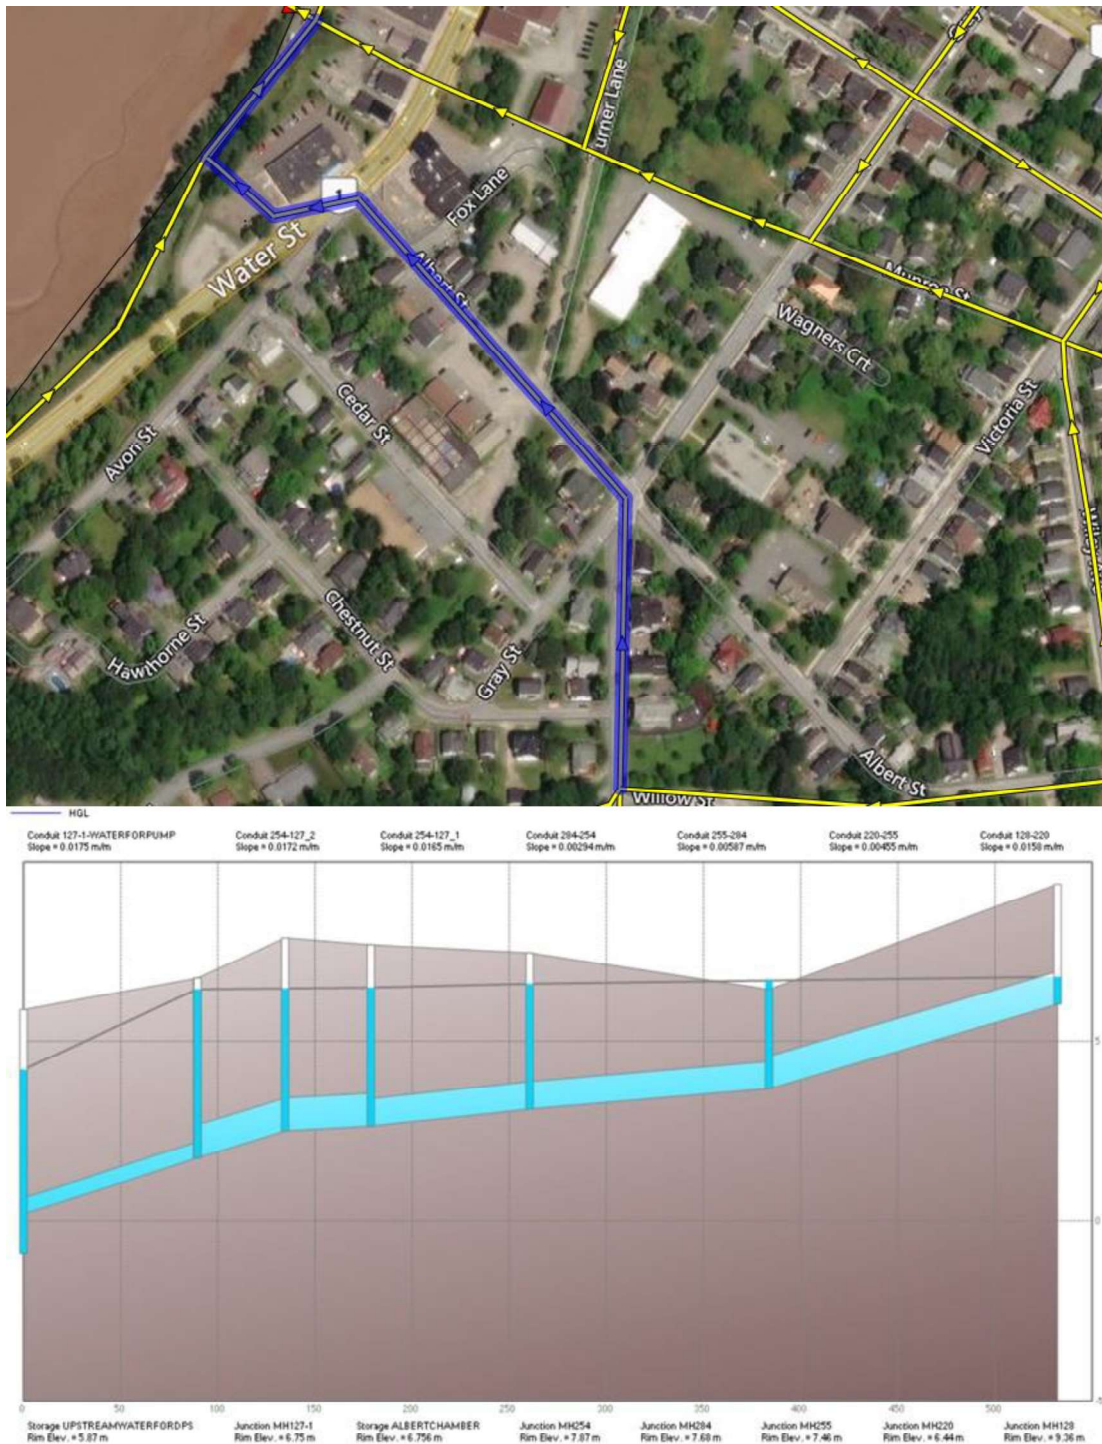 Turner Lane
Fox Lane
Water St
Albert St
Munroe St
Wagners Crt
Cedar St
Victoria St
Avon St
Chestnut St
Hawthorne St
Gray St
Albert St
Willow St
HGL
Conduit 127-1-WATERFORPUMP
Slope = 0.0175 m/m
Conduit 254-127_2
Slope = 0.0172 m/m
Conduit 254-127_1
Slope = 0.0165 m/m
Conduit 284-254
Slope = 0.00294 m/m
Conduit 255-284
Slope = 0.00587 m/m
Conduit 220-255
Slope = 0.00455 m/m
Conduit 128-220
Slope = 0.0158 m/m
5
0
-5
0 50 100 150 200 250 300 350 400 450 500
Storage UPSTREAMWATERFORDPS
Rim Elev. = 5.87 m
Junction MH127-1
Rim Elev. = 6.75 m
Storage ALBERTCHAMBER
Rim Elev. = 6.756 m
Junction MH254
Rim Elev. = 7.87 m
Junction MH284
Rim Elev. = 7.68 m
Junction MH255
Rim Elev. = 7.46 m
Junction MH220
Rim Elev. = 6.44 m
Junction MH128
Rim Elev. = 9.36 m